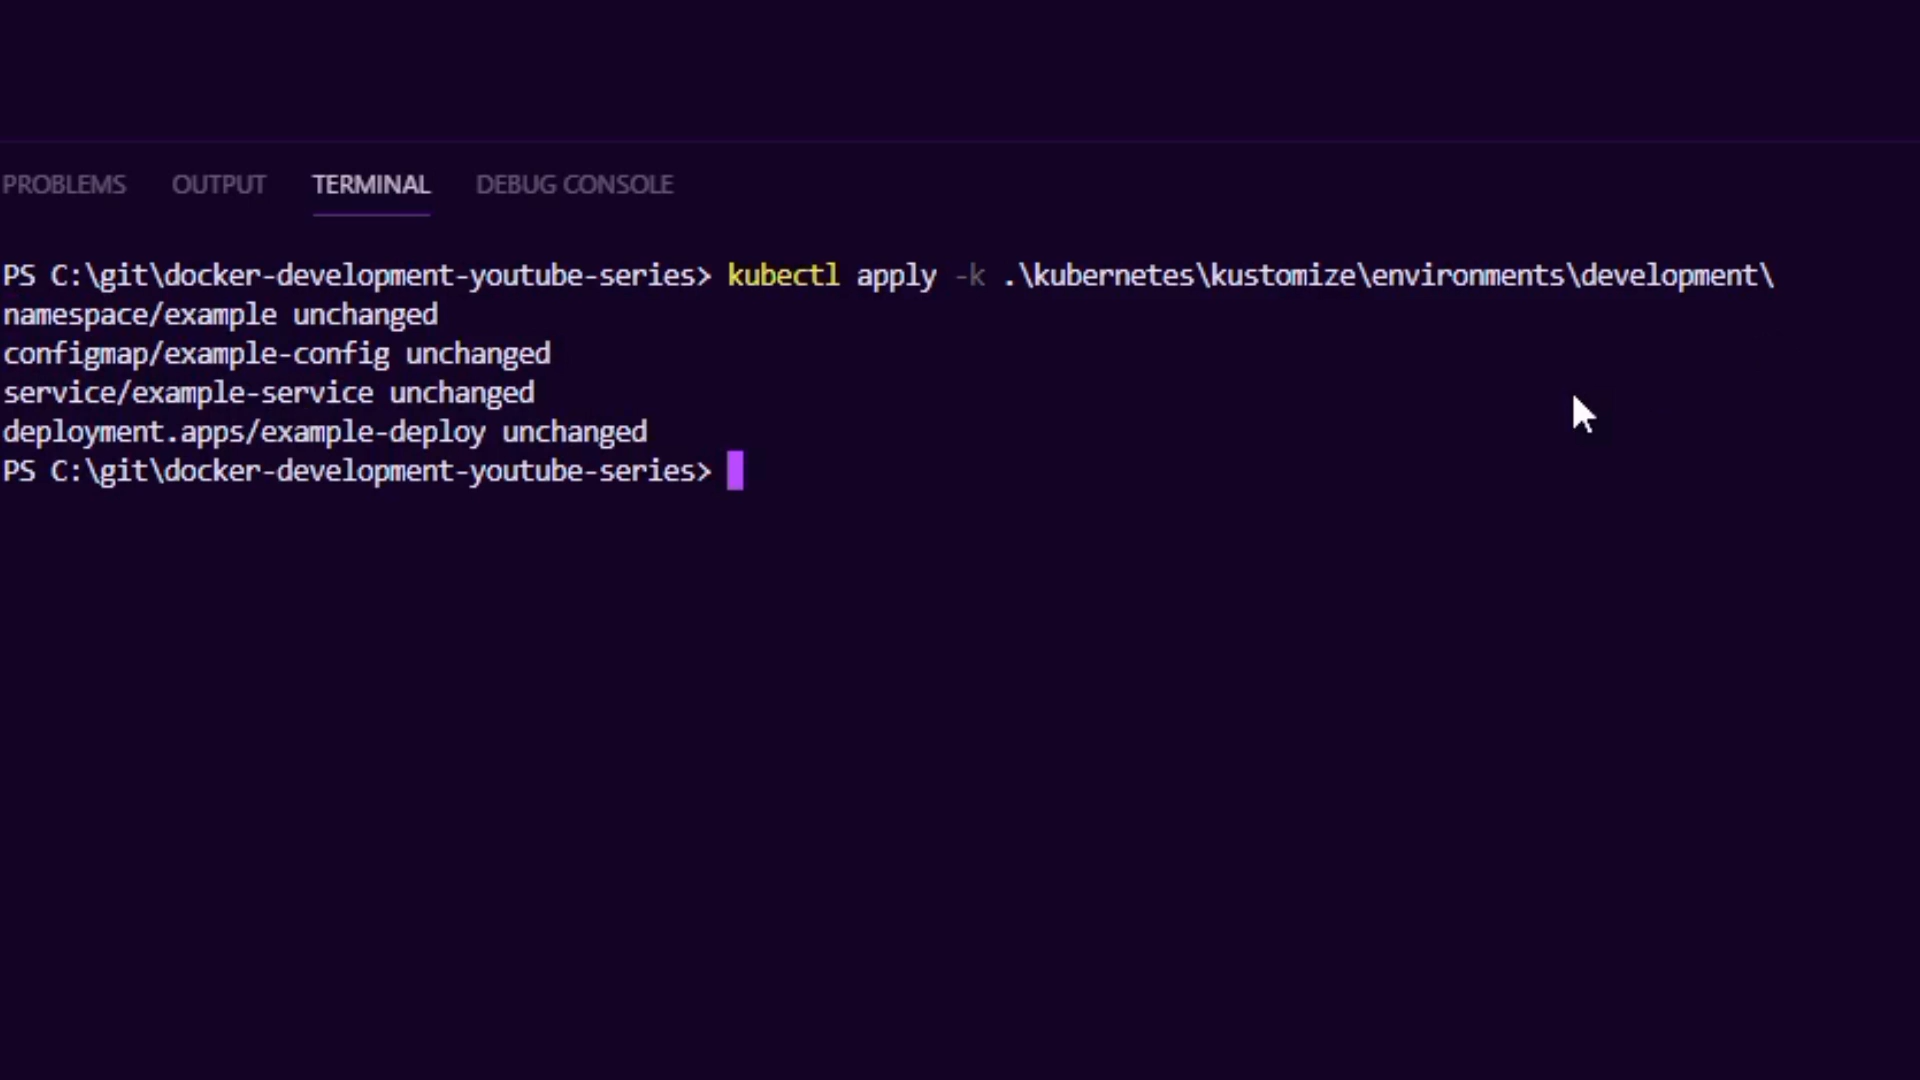 PROBLEMS OUTPUT TERMINAL DEBUG CONSOLE
PS C:\git\docker-development-youtube-series> kubectl apply -k .\kubernetes\kustomize\environments\development\
namespace/example unchanged
configmap/example-config unchanged
service/example-service unchanged
deployment.apps/example-deploy unchanged
PS C:\git\docker-development-youtube-series>